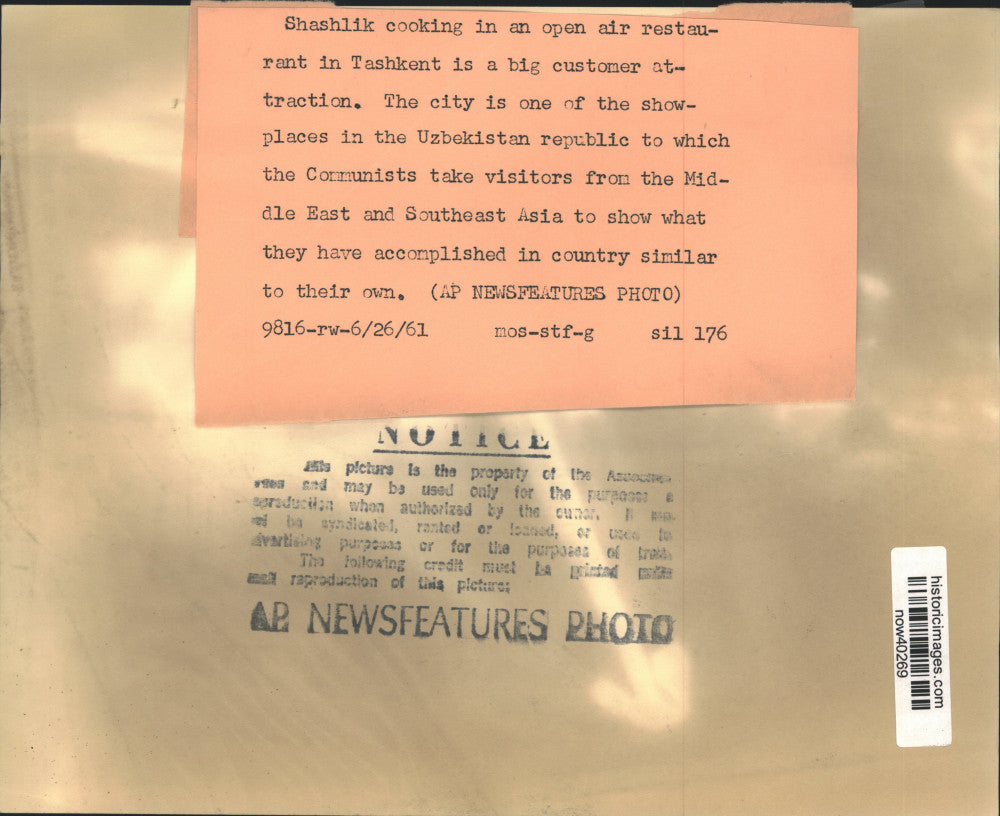 Shashlik cooking in an open air restau-
rant in Tashkent is a big customer at-
traction. The city is one of the show-
places in the Uzbekistan republic to which
the Communists take visitors from the Mid-
dle East and Southeast Asia to show what
they have accomplished in country similar
to their own. (AP NEWSFEATURES PHOTO)
9816-rw-6/26/61 mos-stf-g sil 176
NOTICE
This picture is the property of the
and may be used only for the purposes
when authorized by the owner. It
be syndicated, rented or loaned, or used
advertising purposes or for the purposes of trade
The following credit must be printed
reproduction of this picture:
AP NEWSFEATURES PHOTO
historicimages.com
now40269